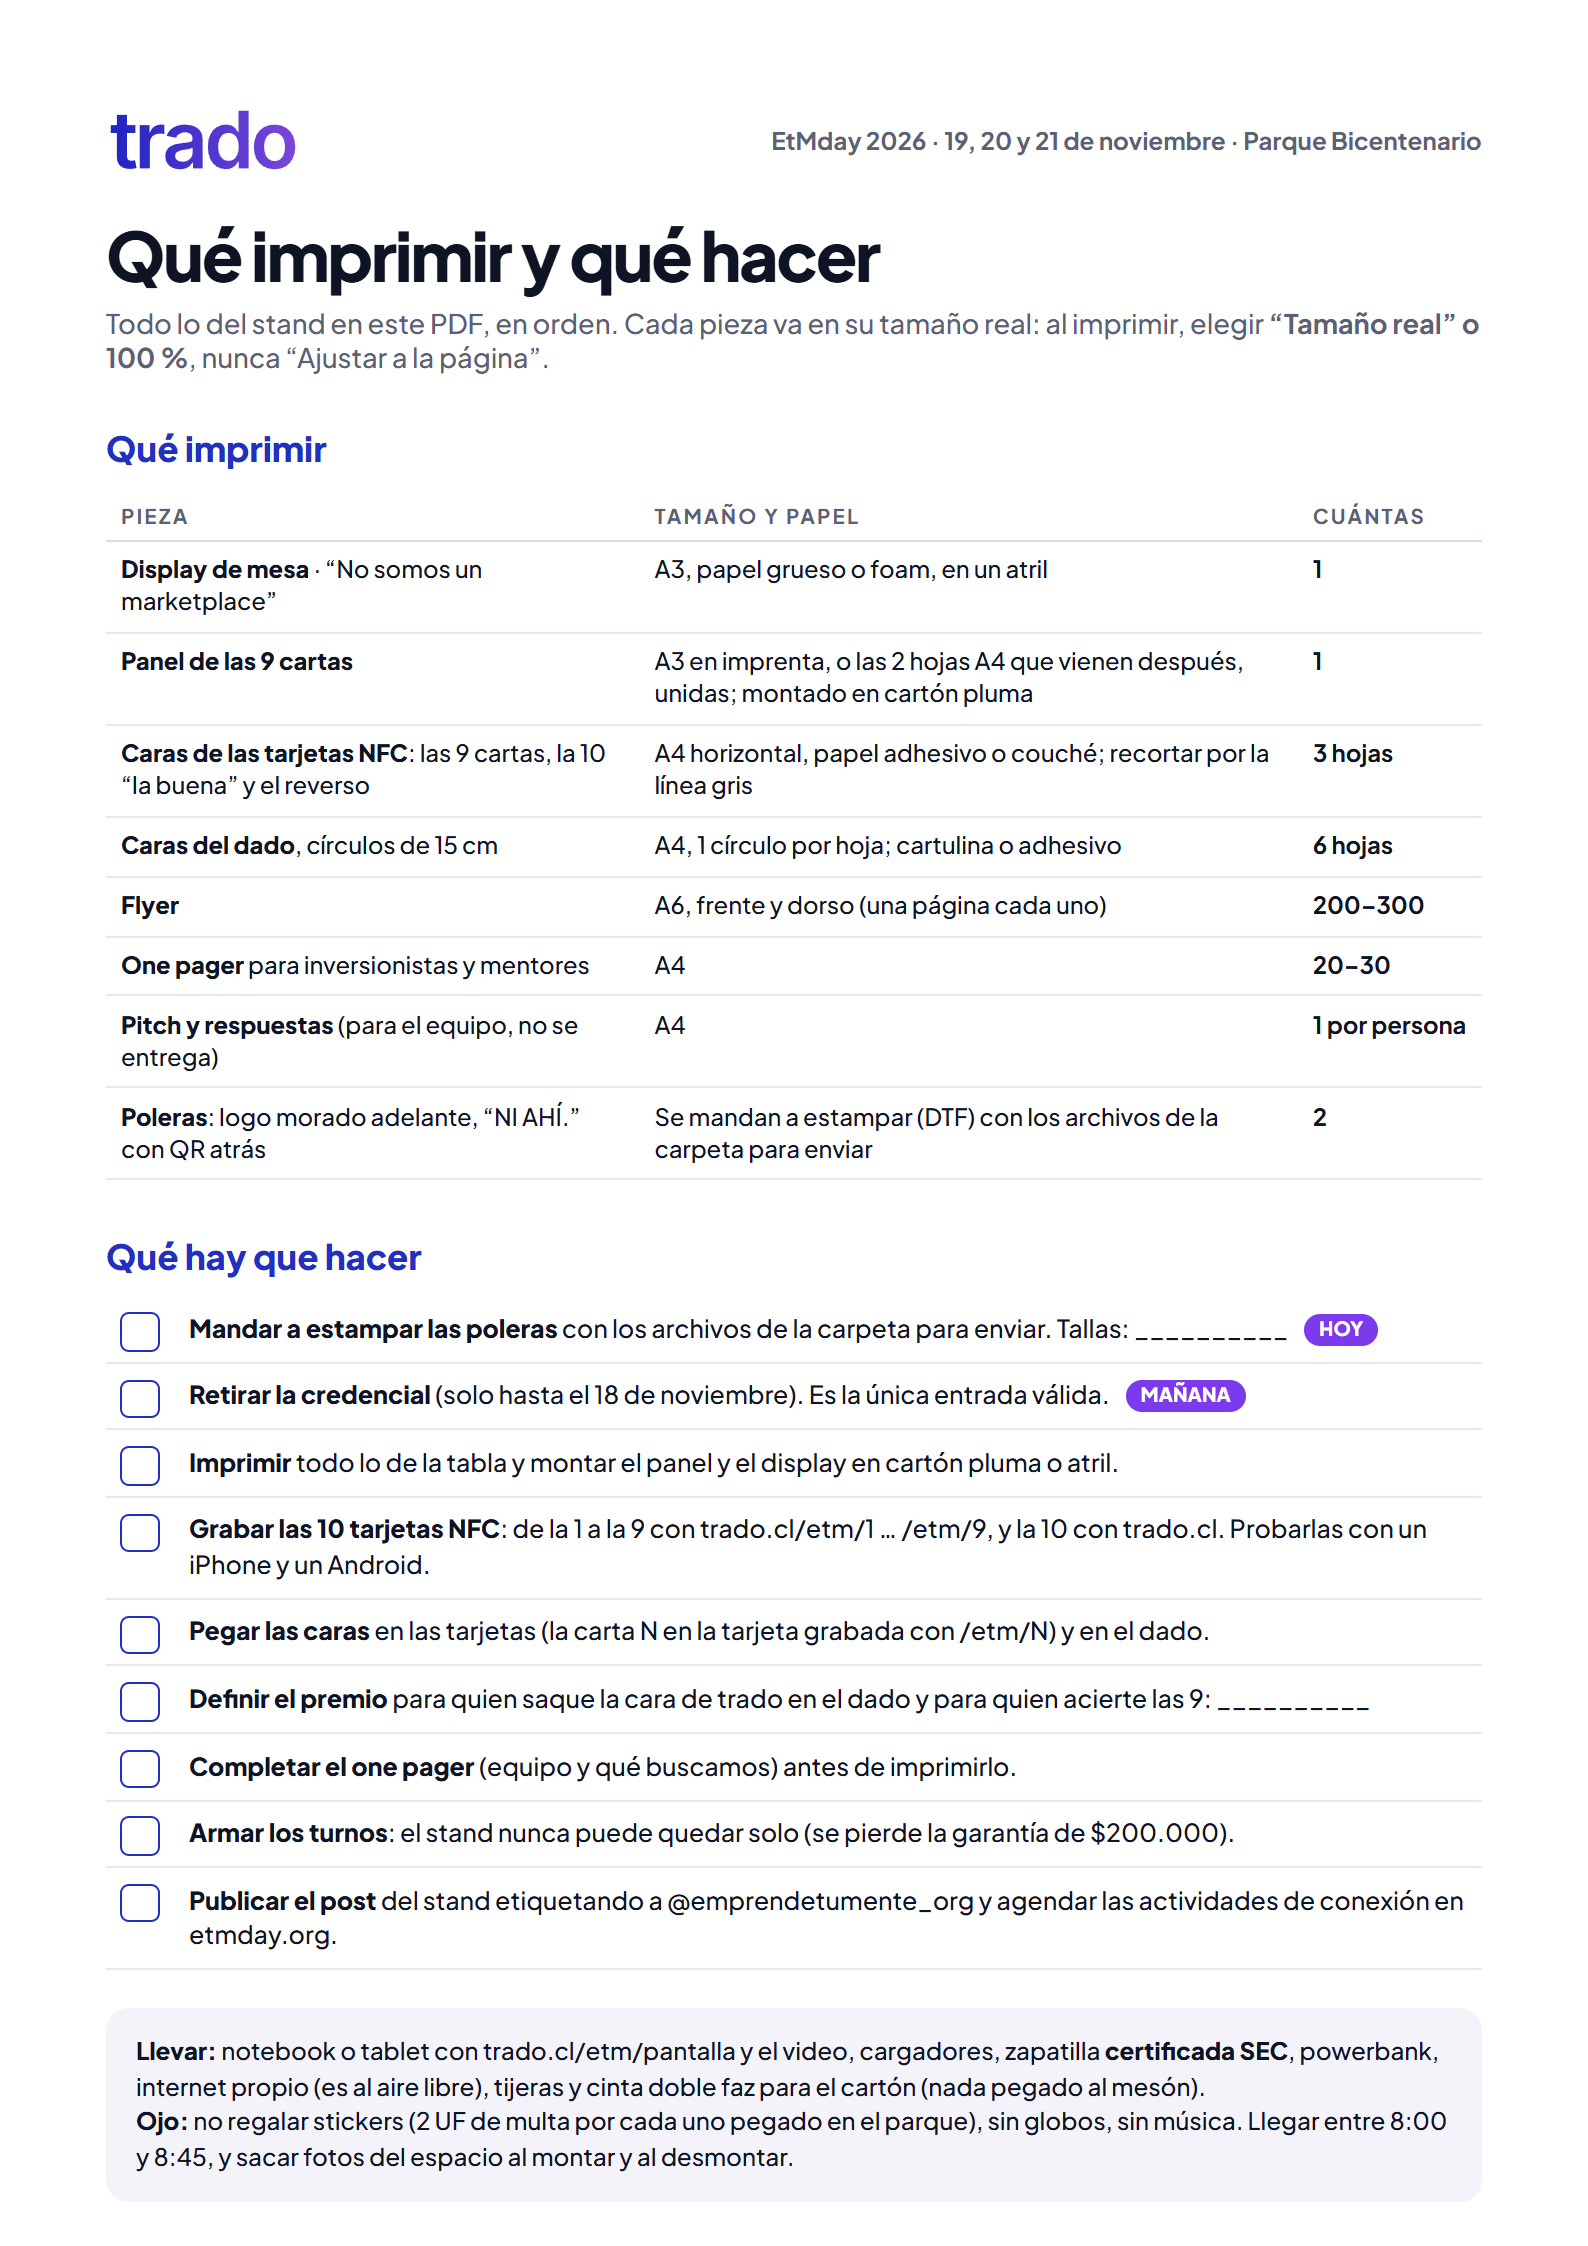 trado
EtMday 2026 · 19, 20 y 21 de noviembre · Parque Bicentenario
Qué imprimir y qué hacer
Todo lo del stand en este PDF, en orden. Cada pieza va en su tamaño real: al imprimir, elegir “Tamaño real” o
100 %, nunca “Ajustar a la página”.
Qué imprimir
PIEZA TAMAÑO Y PAPEL CUÁNTAS
Display de mesa · “No somos un A3, papel grueso o foam, en un atril 1
marketplace”
Panel de las 9 cartas A3 en imprenta, o las 2 hojas A4 que vienen después, 1
unidas; montado en cartón pluma
Caras de las tarjetas NFC: las 9 cartas, la 10 A4 horizontal, papel adhesivo o couché; recortar por la 3 hojas
“la buena” y el reverso línea gris
Caras del dado, círculos de 15 cm A4, 1 círculo por hoja; cartulina o adhesivo 6 hojas
Flyer A6, frente y dorso (una página cada uno) 200–300
One pager para inversionistas y mentores A4 20–30
Pitch y respuestas (para el equipo, no se A4 1 por persona
entrega)
Poleras: logo morado adelante, “NI AHÍ.” Se mandan a estampar (DTF) con los archivos de la 2
con QR atrás carpeta para enviar
Qué hay que hacer
Mandar a estampar las poleras con los archivos de la carpeta para enviar. Tallas: __________ HOY
Retirar la credencial (solo hasta el 18 de noviembre). Es la única entrada válida. MAÑANA
Imprimir todo lo de la tabla y montar el panel y el display en cartón pluma o atril.
Grabar las 10 tarjetas NFC: de la 1 a la 9 con trado.cl/etm/1 … /etm/9, y la 10 con trado.cl. Probarlas con un
iPhone y un Android.
Pegar las caras en las tarjetas (la carta N en la tarjeta grabada con /etm/N) y en el dado.
Definir el premio para quien saque la cara de trado en el dado y para quien acierte las 9: __________
Completar el one pager (equipo y qué buscamos) antes de imprimirlo.
Armar los turnos: el stand nunca puede quedar solo (se pierde la garantía de $200.000).
Publicar el post del stand etiquetando a @emprendetumente_org y agendar las actividades de conexión en
etmday.org.
Llevar: notebook o tablet con trado.cl/etm/pantalla y el video, cargadores, zapatilla certificada SEC, powerbank,
internet propio (es al aire libre), tijeras y cinta doble faz para el cartón (nada pegado al mesón).
Ojo: no regalar stickers (2 UF de multa por cada uno pegado en el parque), sin globos, sin música. Llegar entre 8:00
y 8:45, y sacar fotos del espacio al montar y al desmontar.